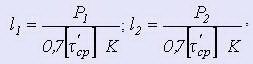 l₁ = P₁ / 0,7[τ'ср] K ; l₂ = P₂ / 0,7[τ'ср] K .